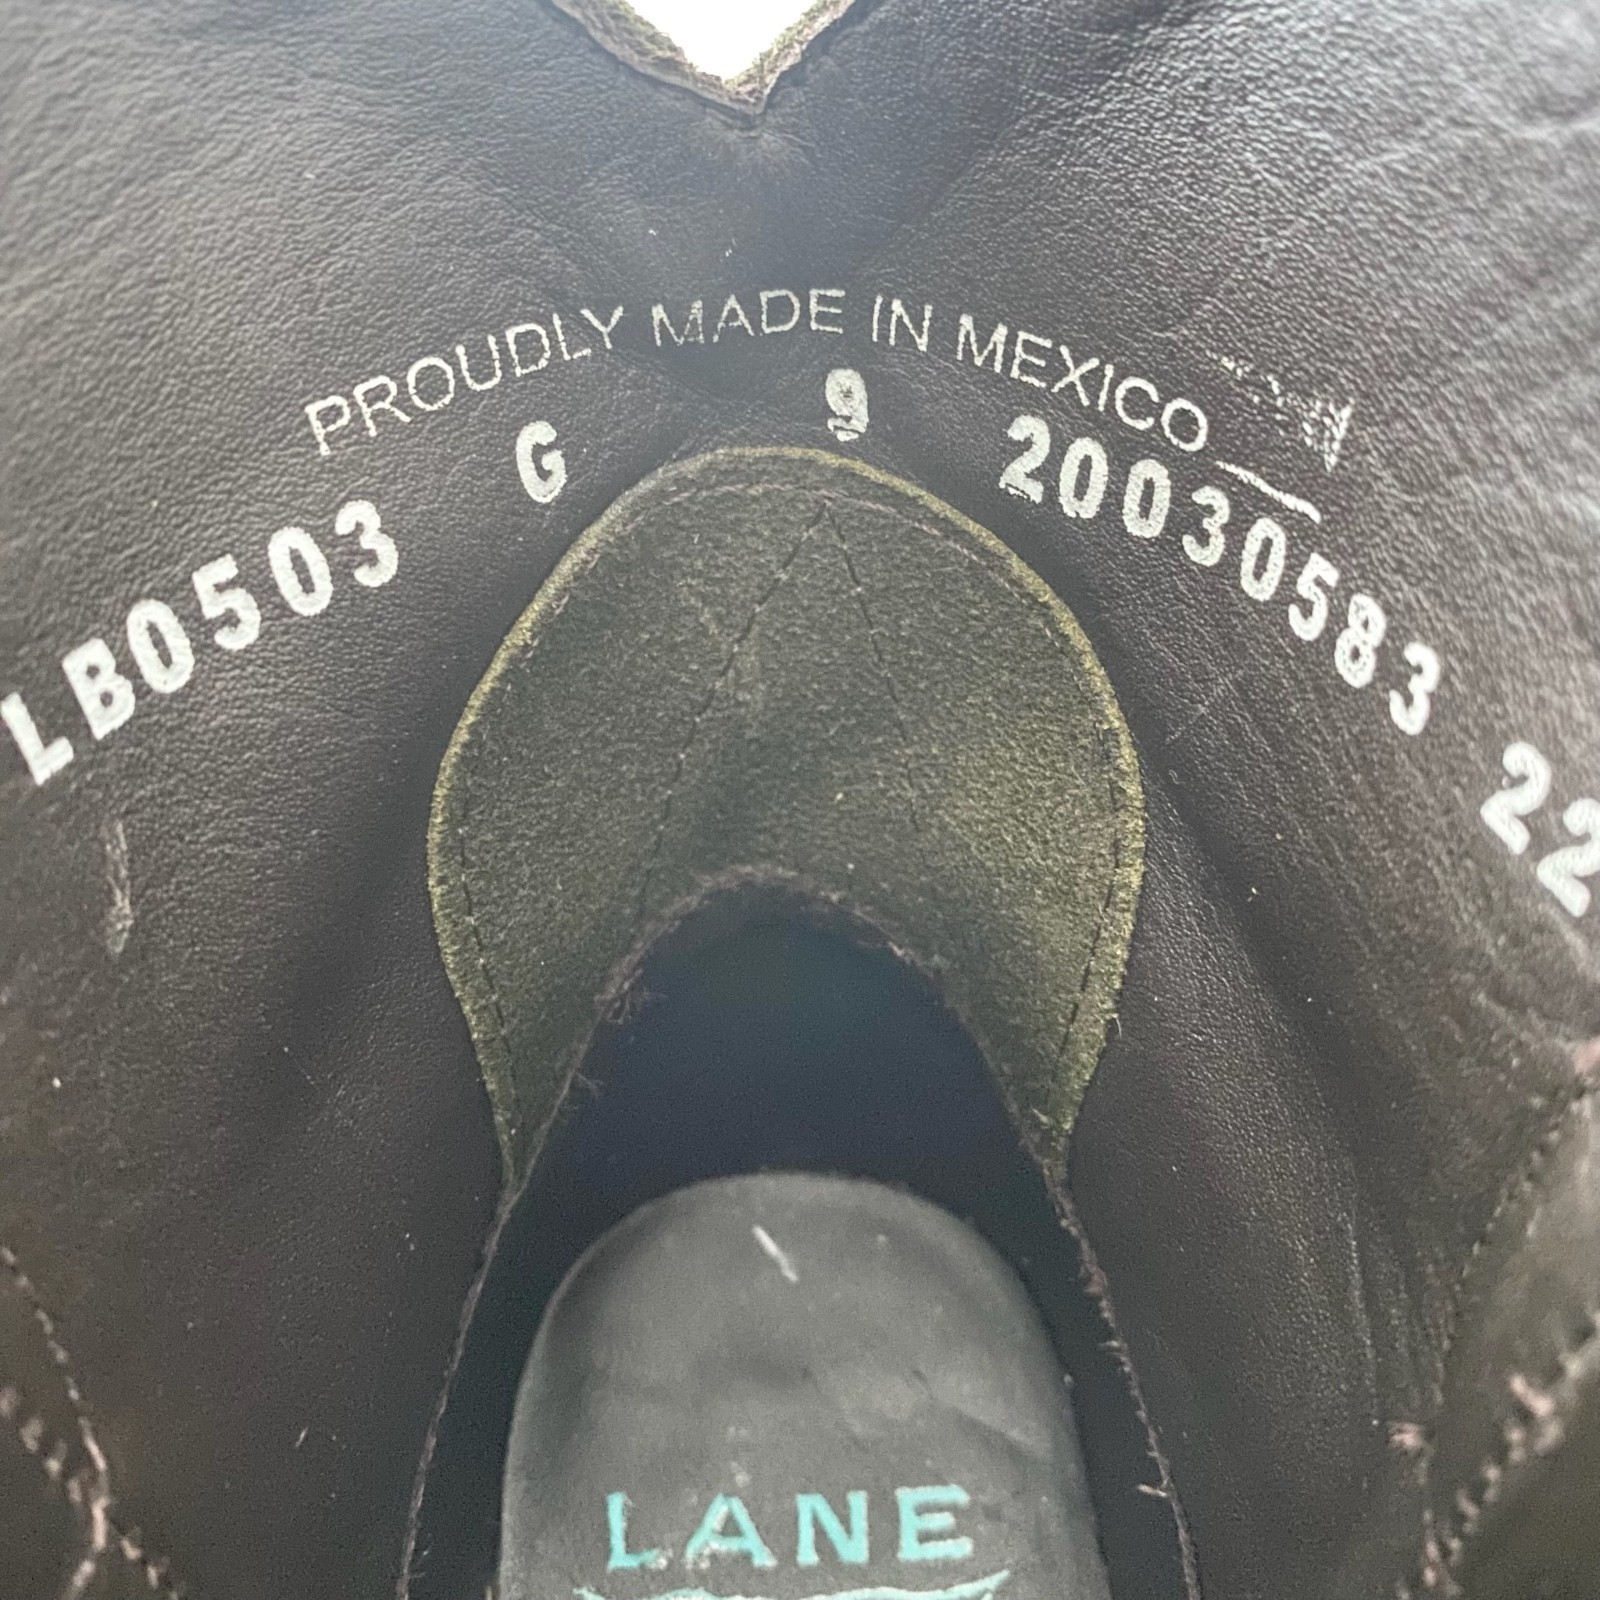 PROUDLY MADE IN MEXICO
LB0503 G 9 20030583 22
LANE